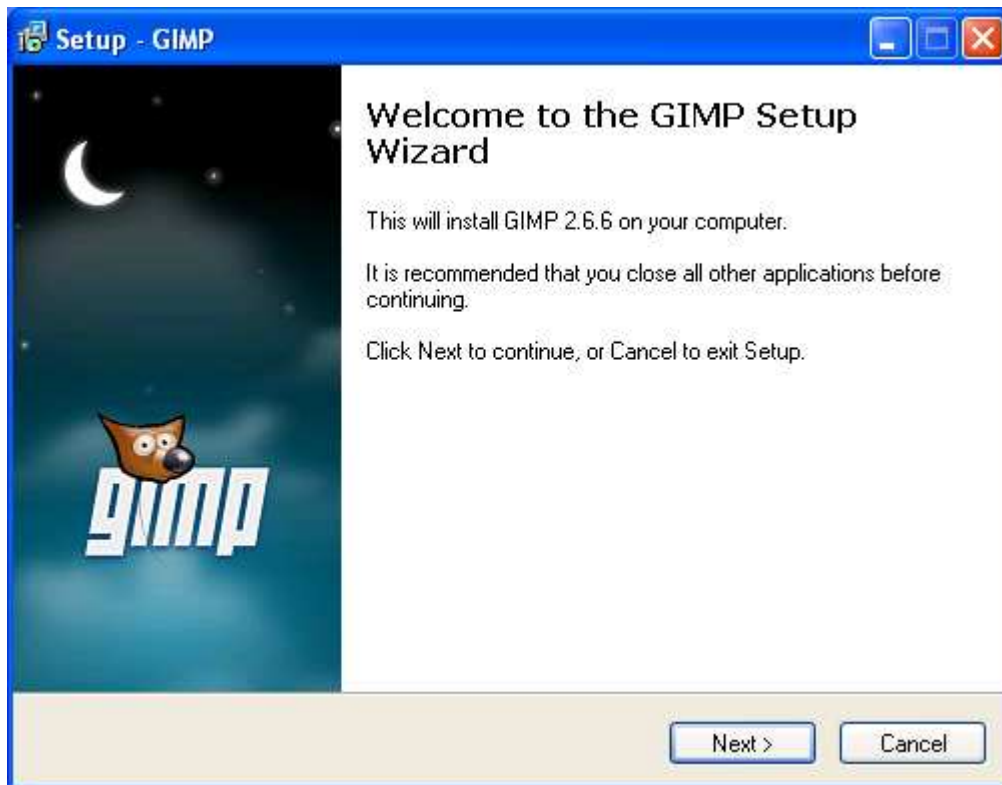 Setup - GIMP
Welcome to the GIMP Setup
Wizard
This will install GIMP 2.6.6 on your computer.
It is recommended that you close all other applications before
continuing.
Click Next to continue, or Cancel to exit Setup.
gimp
Next >
Cancel